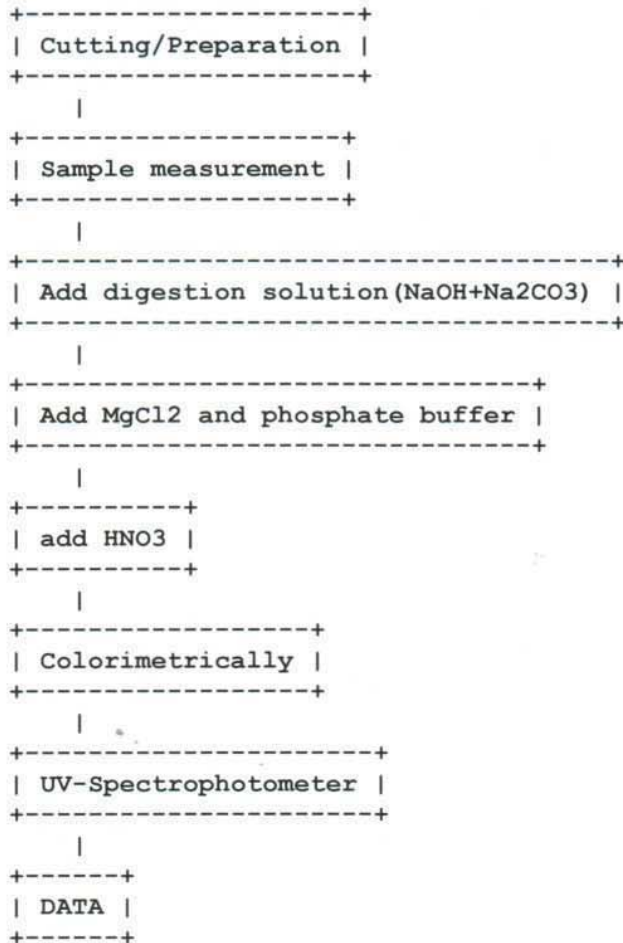 Cutting/Preparation
Sample measurement
Add digestion solution(NaOH+Na2CO3)
Add MgCl2 and phosphate buffer
add HNO3
Colorimetrically
UV-Spectrophotometer
DATA